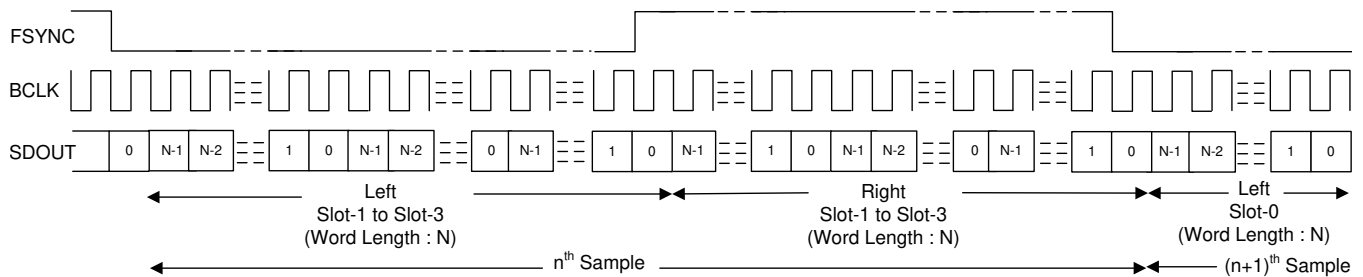 FSYNC
BCLK
SDOUT
0 N-1 N-2 1 0 N-1 N-2 0 N-1 1 0 N-1 1 0 N-1 N-2 0 N-1 1 0 N-1 N-2 1 0
Left
Slot-1 to Slot-3
(Word Length : N)
Right
Slot-1 to Slot-3
(Word Length : N)
Left
Slot-0
(Word Length : N)
nth Sample
(n+1)th Sample